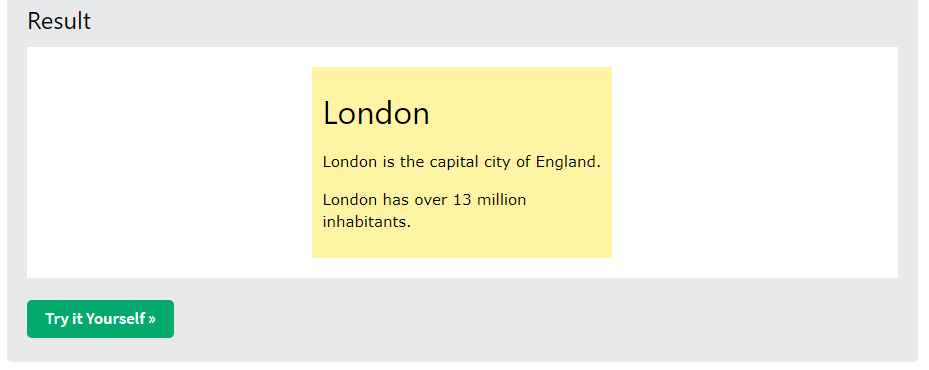 Result
London
London is the capital city of England.
London has over 13 million
inhabitants.
Try it Yourself »